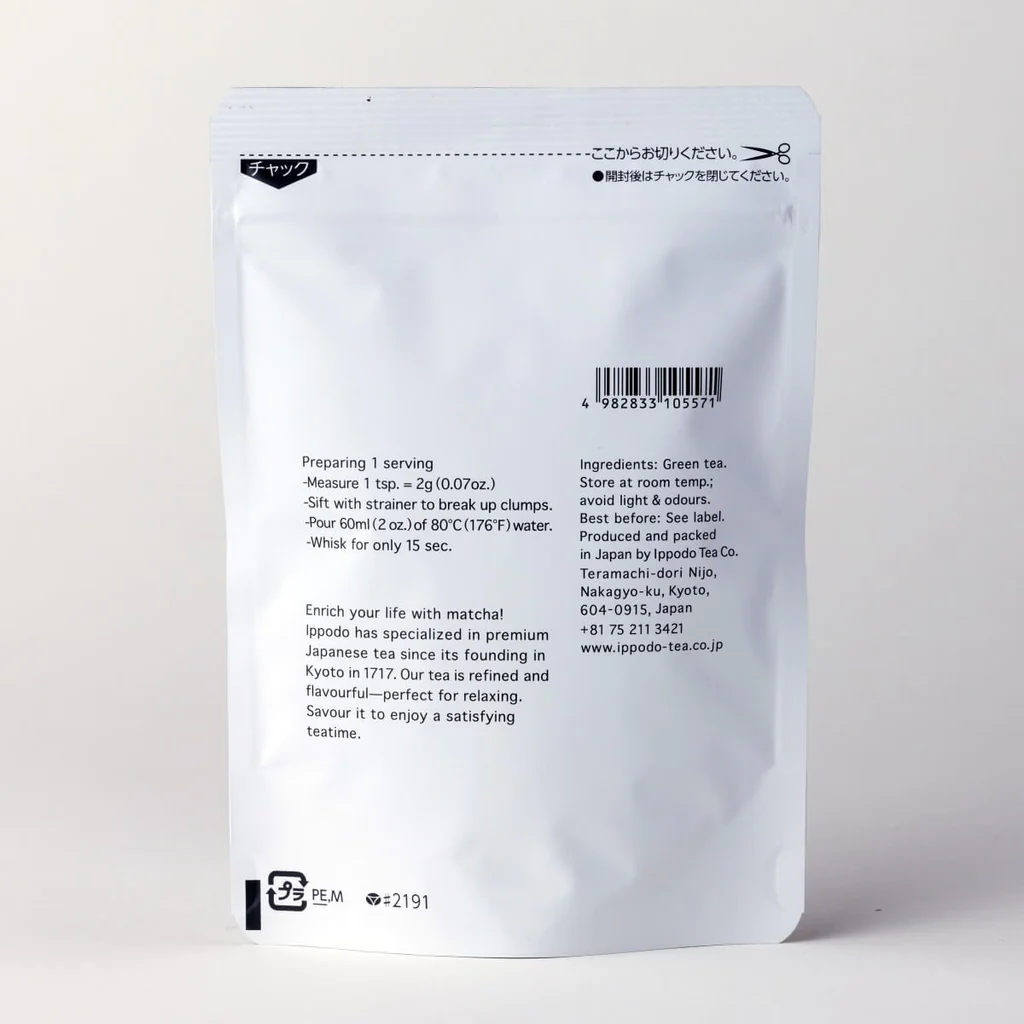 ここからお切りください。
チャック
●開封後はチャックを閉じてください。
4 982833 105571
Preparing 1 serving
-Measure 1 tsp. = 2g (0.07oz.)
-Sift with strainer to break up clumps.
-Pour 60ml (2 oz.) of 80°C (176°F) water.
-Whisk for only 15 sec.
Enrich your life with matcha!
Ippodo has specialized in premium
Japanese tea since its founding in
Kyoto in 1717. Our tea is refined and
flavourful—perfect for relaxing.
Savour it to enjoy a satisfying
teatime.
Ingredients: Green tea.
Store at room temp.;
avoid light & odours.
Best before: See label.
Produced and packed
in Japan by Ippodo Tea Co.
Teramachi-dori Nijo,
Nakagyo-ku, Kyoto,
604-0915, Japan
+81 75 211 3421
www.ippodo-tea.co.jp
プラ PE,M #2191